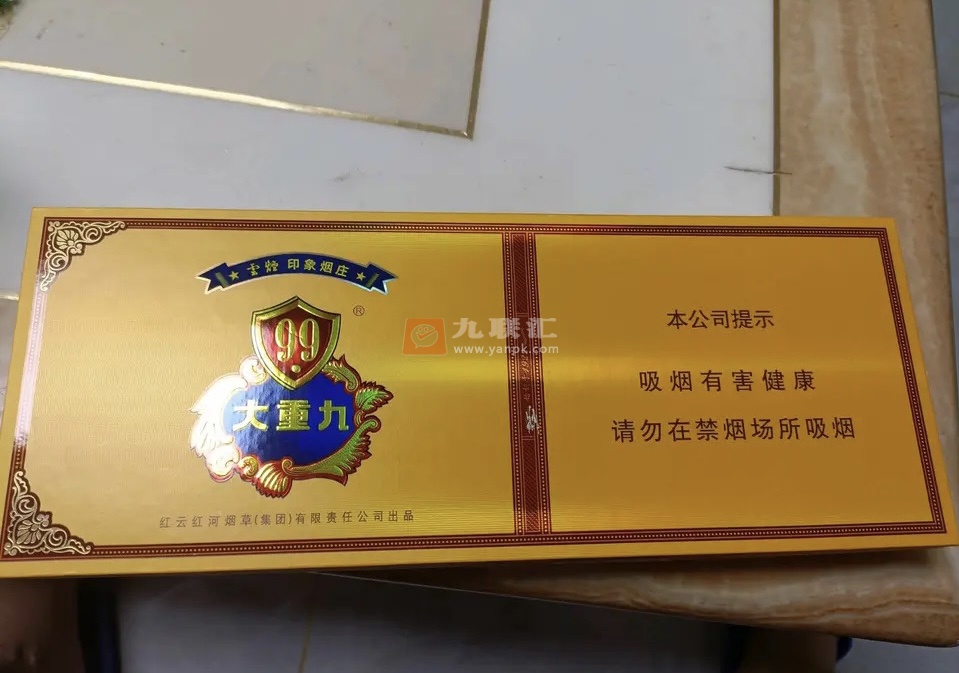 雲烟 印象烟庄
99
®
大重九
红云红河烟草(集团)有限责任公司出品
九联汇
www.yanpk.com
本公司提示
吸烟有害健康
请勿在禁烟场所吸烟